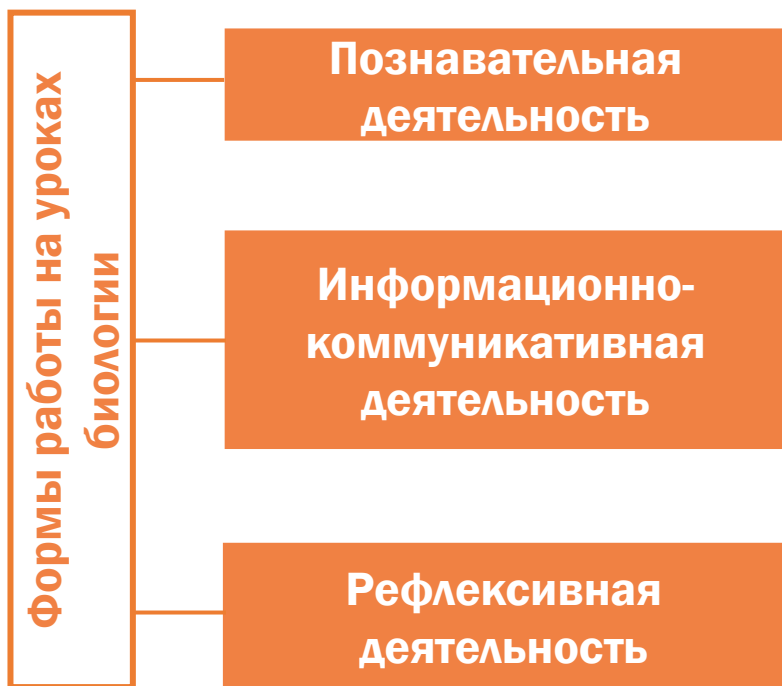 Формы работы на уроках
биологии
Познавательная
деятельность
Информационно-
коммуникативная
деятельность
Рефлексивная
деятельность